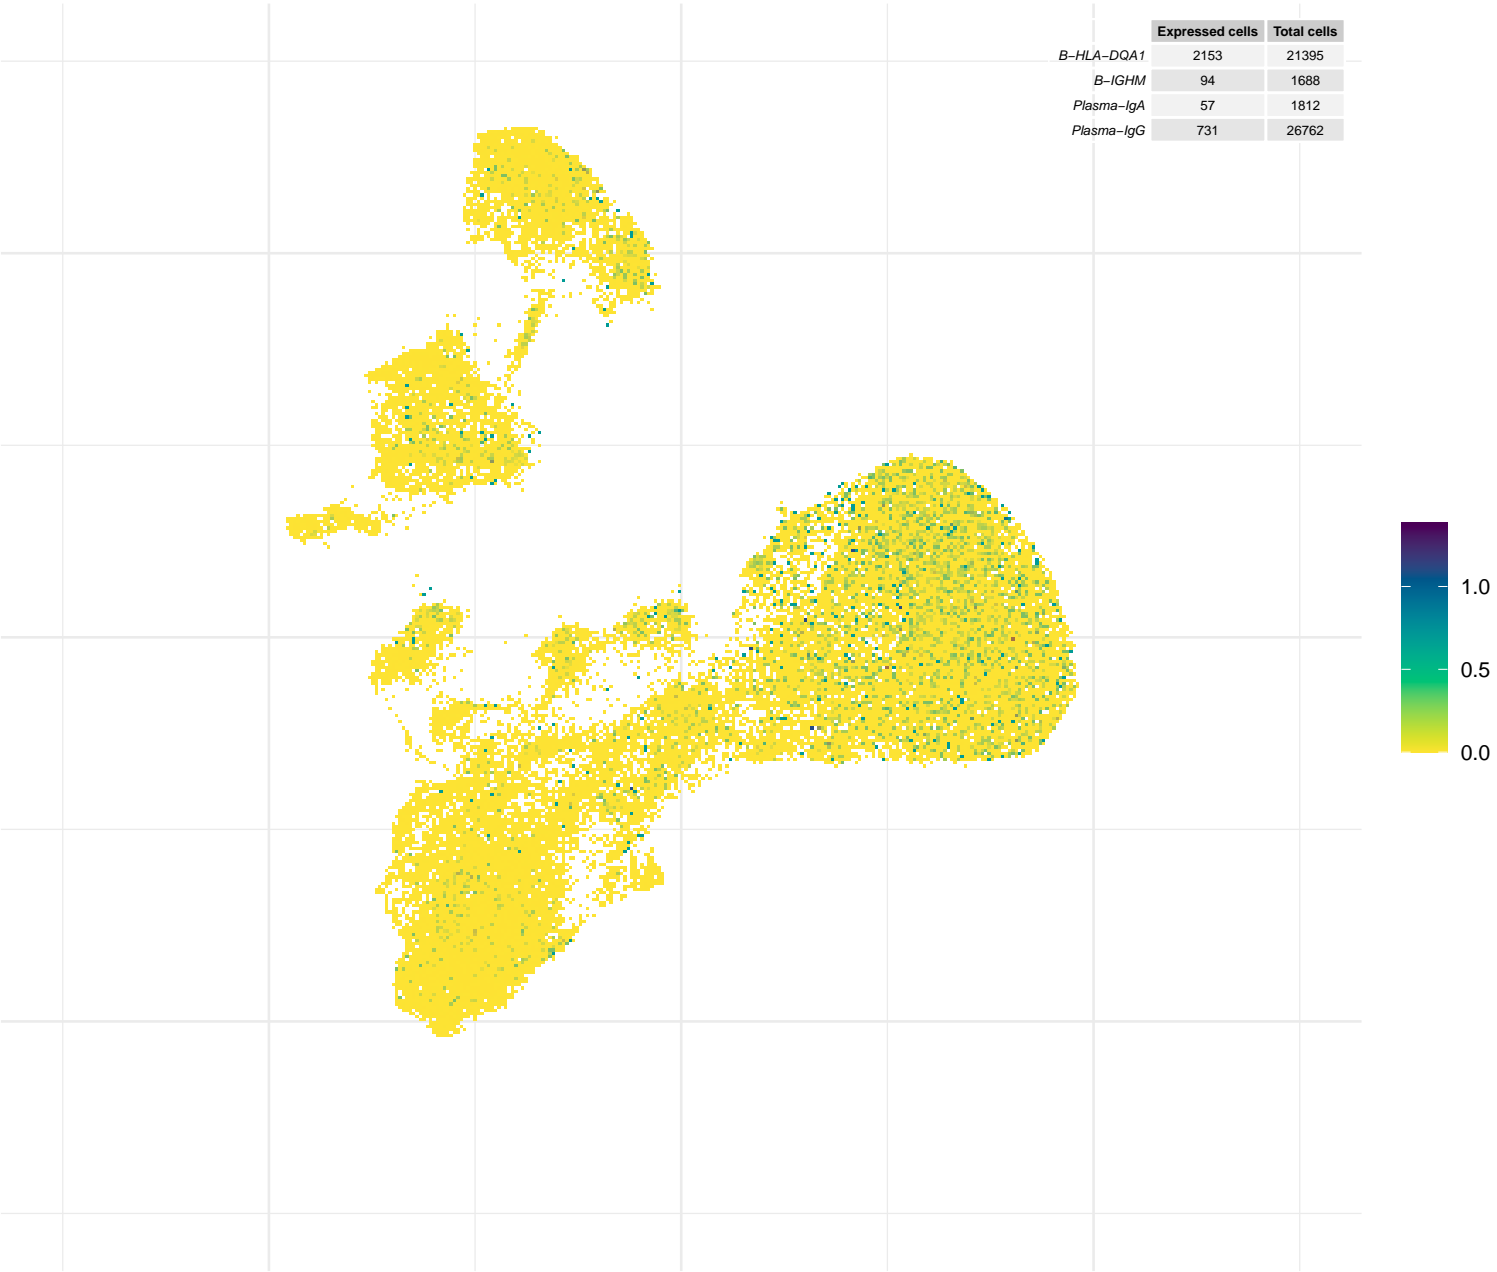 Expressed cells Total cells
B−HLA−DQA1 2153 21395
B−IGHM 94 1688
Plasma−IgA 57 1812
Plasma−IgG 731 26762
1.0
0.5
0.0